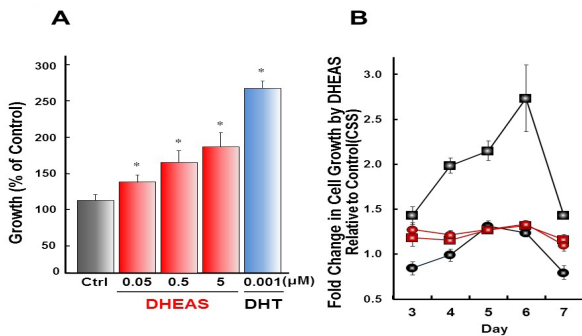 A
Growth (% of Control)
300
250
200
150
100
50
0
*
*
*
*
Ctrl 0.05 0.5 5 0.001(μM)
DHEAS DHT
B
Fold Change in Cell Growth by DHEAS
Relative to Control(CSS)
3.0
2.5
2.0
1.5
1.0
0.5
3 4 5 6 7
Day